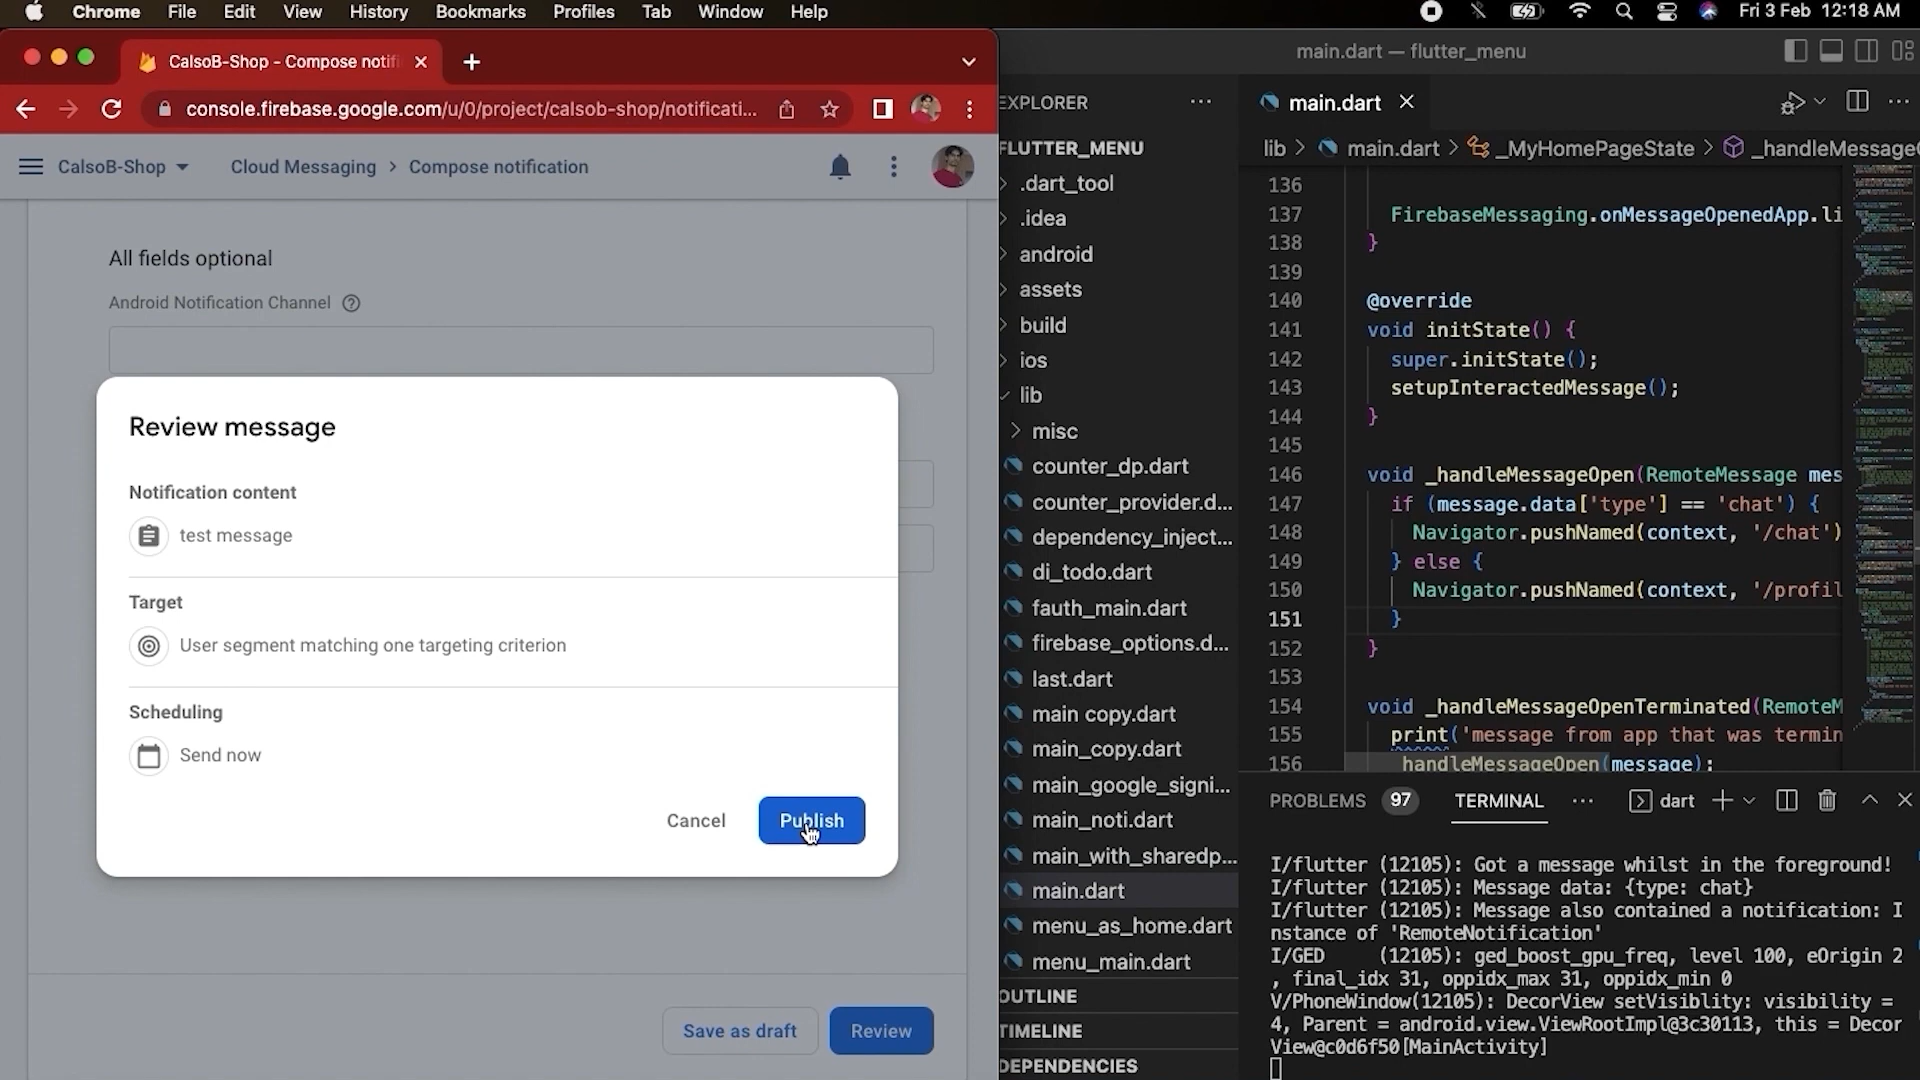 Chrome File Edit View History Bookmarks Profiles Tab Window Help
Fri 3 Feb 12:18 AM
CalsoB-Shop - Compose notifi
console.firebase.google.com/u/0/project/calsob-shop/notificati...
CalsoB-Shop
Cloud Messaging > Compose notification
All fields optional
Android Notification Channel
Review message
Notification content
test message
Target
User segment matching one targeting criterion
Scheduling
Send now
Cancel
Publish
Save as draft
Review
main.dart — flutter_menu
EXPLORER
FLUTTER_MENU
.dart_tool
.idea
android
assets
build
ios
lib
misc
counter_dp.dart
counter_provider.d...
dependency_inject...
di_todo.dart
fauth_main.dart
firebase_options.d...
last.dart
main copy.dart
main_copy.dart
main_google_signi...
main_noti.dart
main_with_sharedp...
main.dart
menu_as_home.dart
menu_main.dart
OUTLINE
TIMELINE
DEPENDENCIES
main.dart
lib > main.dart > _MyHomePageState > _handleMessage
136
137 FirebaseMessaging.onMessageOpenedApp.li
138 }
139
140 @override
141 void initState() {
142 super.initState();
143 setupInteractedMessage();
144 }
145
146 void _handleMessageOpen(RemoteMessage mes
147 if (message.data['type'] == 'chat') {
148 Navigator.pushNamed(context, '/chat')
149 } else {
150 Navigator.pushNamed(context, '/profil
151 }
152 }
153
154 void _handleMessageOpenTerminated(RemoteM
155 print('message from app that was termin
156 handleMessageOpen(message);
PROBLEMS 97 TERMINAL dart
I/flutter (12105): Got a message whilst in the foreground!
I/flutter (12105): Message data: {type: chat}
I/flutter (12105): Message also contained a notification: I
nstance of 'RemoteNotification'
I/GED (12105): ged_boost_gpu_freq, level 100, eOrigin 2
, final_idx 31, oppidx_max 31, oppidx_min 0
V/PhoneWindow(12105): DecorView setVisiblity: visibility =
4, Parent = android.view.ViewRootImpl@3c30113, this = Decor
View@c0d6f50[MainActivity]